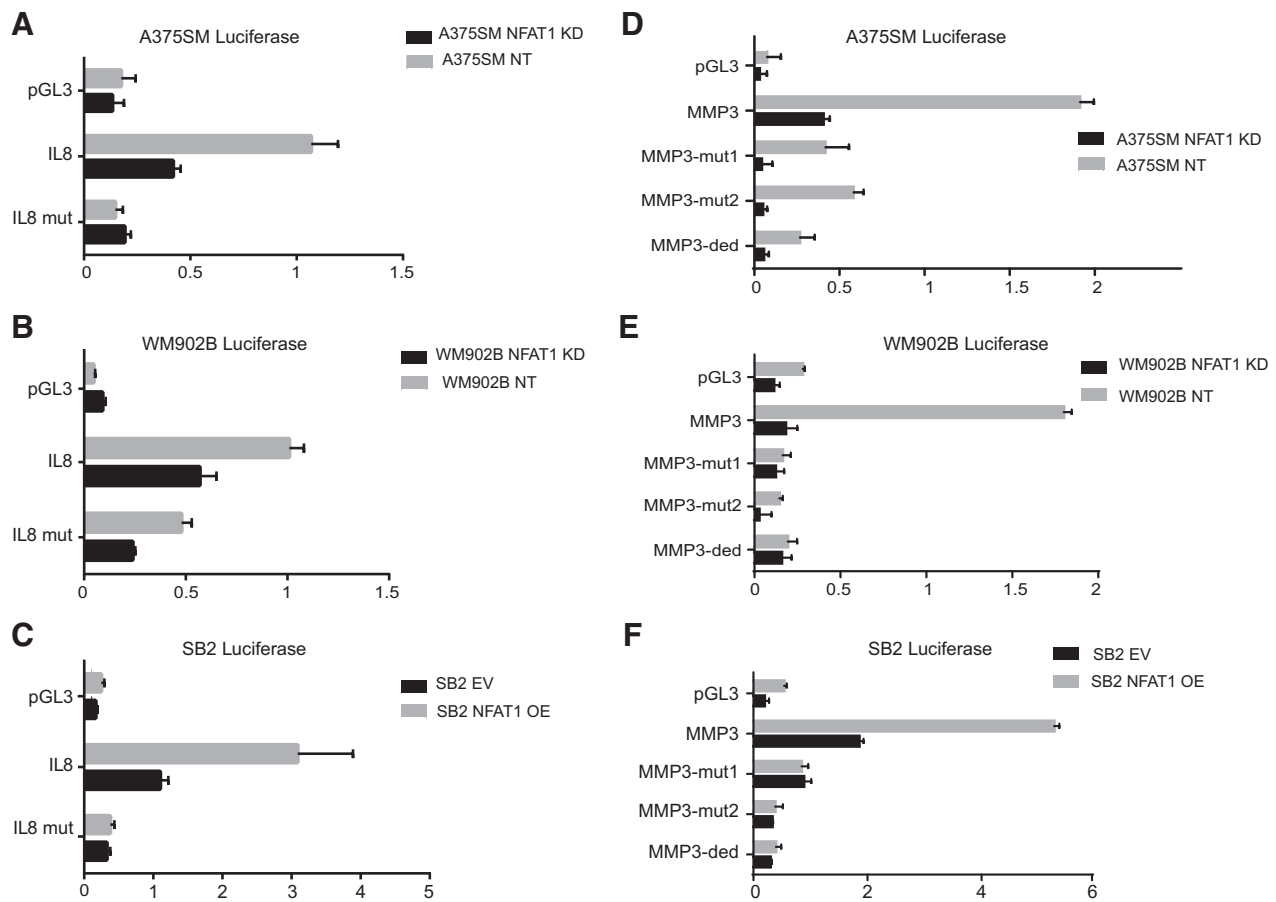 A
A375SM Luciferase
A375SM NFAT1 KD
A375SM NT
pGL3
IL8
IL8 mut
0 0.5 1 1.5
B
WM902B Luciferase
WM902B NFAT1 KD
WM902B NT
pGL3
IL8
IL8 mut
0 0.5 1 1.5
C
SB2 Luciferase
SB2 EV
SB2 NFAT1 OE
pGL3
IL8
IL8 mut
0 1 2 3 4 5
D
A375SM Luciferase
pGL3
MMP3
MMP3-mut1
MMP3-mut2
MMP3-ded
A375SM NFAT1 KD
A375SM NT
0 0.5 1 1.5 2
E
WM902B Luciferase
WM902B NFAT1 KD
WM902B NT
pGL3
MMP3
MMP3-mut1
MMP3-mut2
MMP3-ded
0 0.5 1 1.5 2
F
SB2 Luciferase
SB2 EV
SB2 NFAT1 OE
pGL3
MMP3
MMP3-mut1
MMP3-mut2
MMP3-ded
0 2 4 6